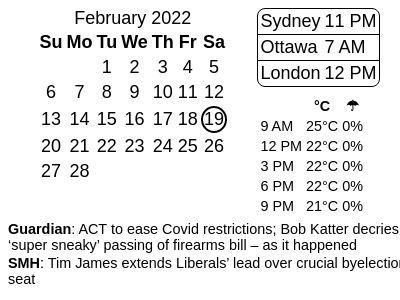 February 2022
Su Mo Tu We Th Fr Sa
1 2 3 4 5
6 7 8 9 10 11 12
13 14 15 16 17 18 19
20 21 22 23 24 25 26
27 28
Sydney 11 PM
Ottawa 7 AM
London 12 PM
°C ☂
9 AM 25°C 0%
12 PM 22°C 0%
3 PM 22°C 0%
6 PM 22°C 0%
9 PM 21°C 0%
Guardian: ACT to ease Covid restrictions; Bob Katter decries
‘super sneaky’ passing of firearms bill – as it happened
SMH: Tim James extends Liberals’ lead over crucial byelection
seat